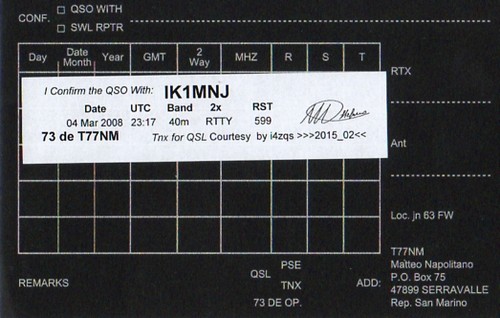 CONF. QSO WITH
SWL RPTR
Day Date Month Year GMT 2 Way MHZ R S T
RTX
I Confirm the QSO With: IK1MNJ
Date UTC Band 2x RST
04 Mar 2008 23:17 40m RTTY 599
73 de T77NM Tnx for QSL Courtesy by i4zqs >>>2015_02<<
Ant
Loc. jn 63 FW
T77NM
Matteo Napolitano
P.O. Box 75
47899 SERRAVALLE
Rep. San Marino
REMARKS
QSL PSE
TNX
73 DE OP.
ADD: